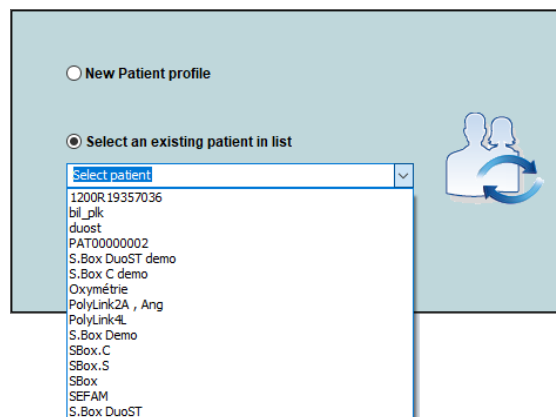 New Patient profile
Select an existing patient in list
Select patient
1200R19357036
bil_plk
duost
PAT00000002
S.Box DuoST demo
S.Box C demo
Oxymétrie
PolyLink2A , Ang
PolyLink4L
S.Box Demo
SBox.C
SBox.S
SBox
SEFAM
S.Box DuoST